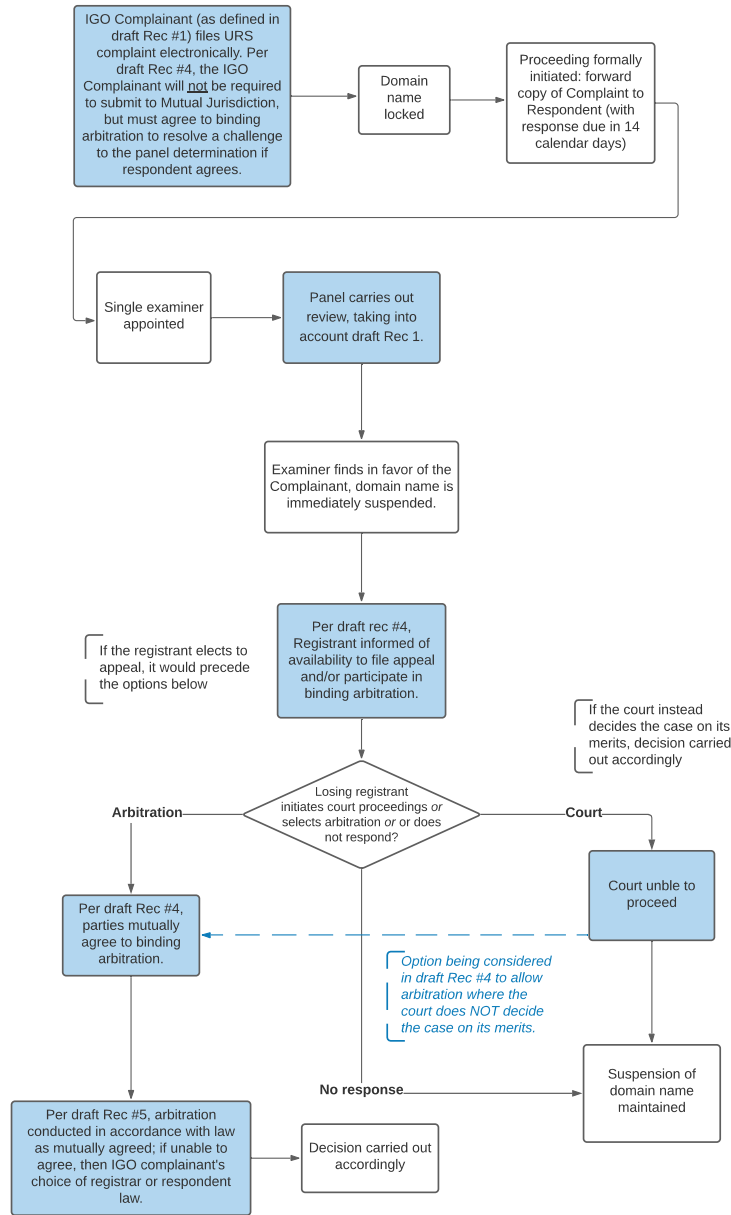 IGO Complainant (as defined in
draft Rec #1) files URS
complaint electronically. Per
draft Rec #4, the IGO
Complainant will not be required
to submit to Mutual Jurisdiction,
but must agree to binding
arbitration to resolve a challenge
to the panel determination if
respondent agrees.
Domain
name
locked
Proceeding formally
initiated: forward
copy of Complaint to
Respondent (with
response due in 14
calendar days)
Single examiner
appointed
Panel carries out
review, taking into
account draft Rec 1.
Examiner finds in favor of the
Complainant, domain name is
immediately suspended.
Per draft rec #4,
Registrant informed of
availability to file appeal
and/or participate in
binding arbitration.
If the registrant elects to
appeal, it would precede
the options below
If the court instead
decides the case on its
merits, decision carried
out accordingly
Losing registrant
initiates court proceedings or
selects arbitration or or does
not respond?
Arbitration
Court
Court unble to
proceed
Per draft Rec #4,
parties mutually
agree to binding
arbitration.
Option being considered
in draft Rec #4 to allow
arbitration where the
court does NOT decide
the case on its merits.
No response
Suspension of
domain name
maintained
Per draft Rec #5, arbitration
conducted in accordance with law
as mutually agreed; if unable to
agree, then IGO complainant's
choice of registrar or respondent
law.
Decision carried out
accordingly